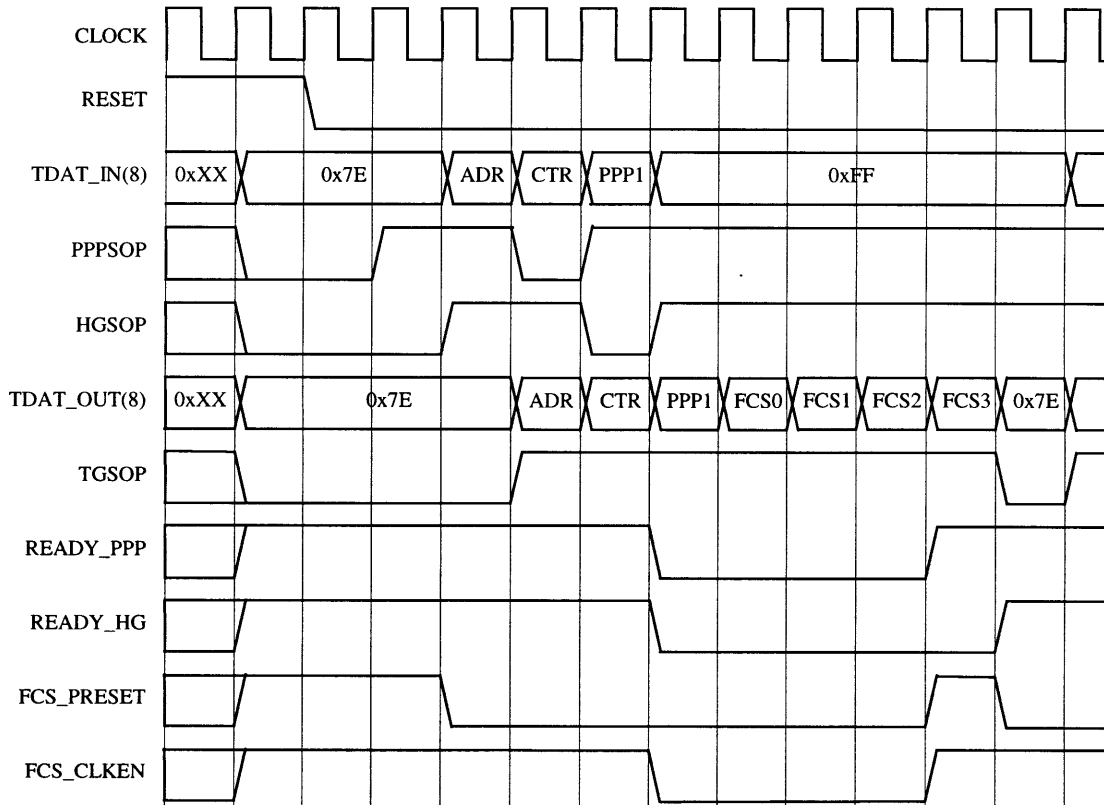 CLOCK
RESET
TDAT_IN(8) 0xXX 0x7E ADR CTR PPP1 0xFF
PPPSOP
HGSOP
TDAT_OUT(8) 0xXX 0x7E ADR CTR PPP1 FCS0 FCS1 FCS2 FCS3 0x7E
TGSOP
READY_PPP
READY_HG
FCS_PRESET
FCS_CLKEN